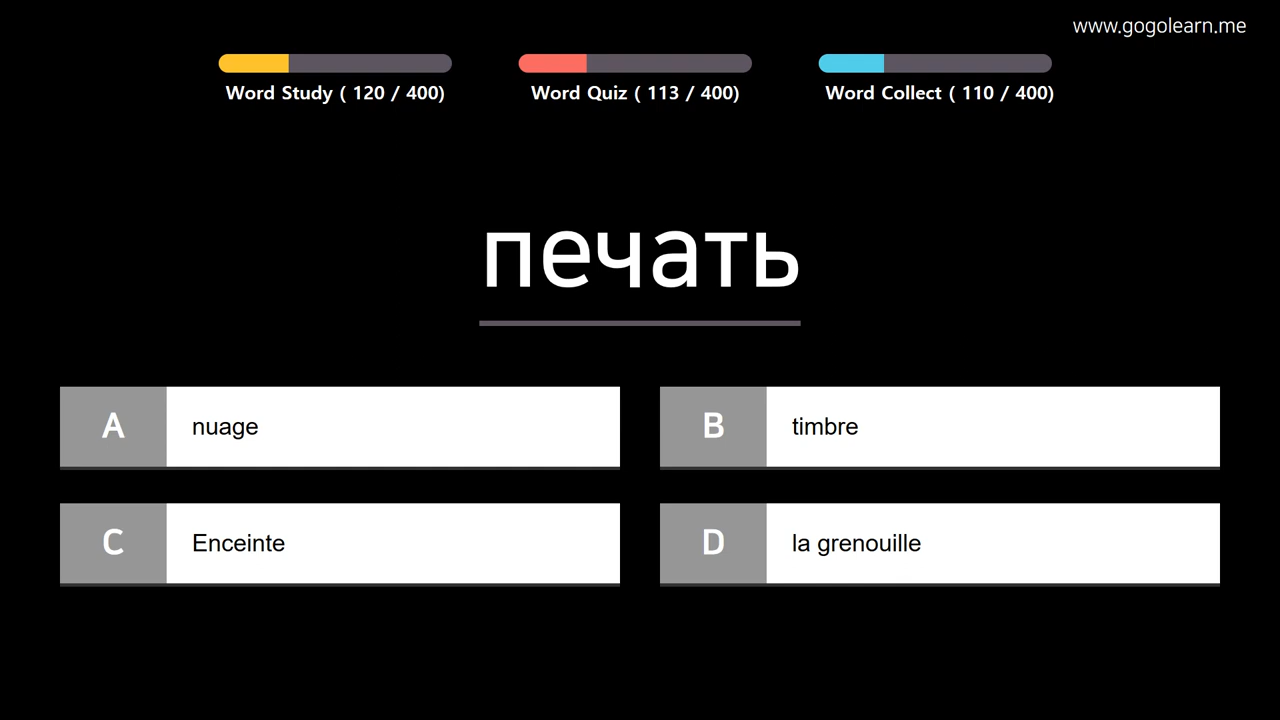 www.gogolearn.me
Word Study ( 120 / 400)
Word Quiz ( 113 / 400)
Word Collect ( 110 / 400)
печать
A nuage
B timbre
C Enceinte
D la grenouille